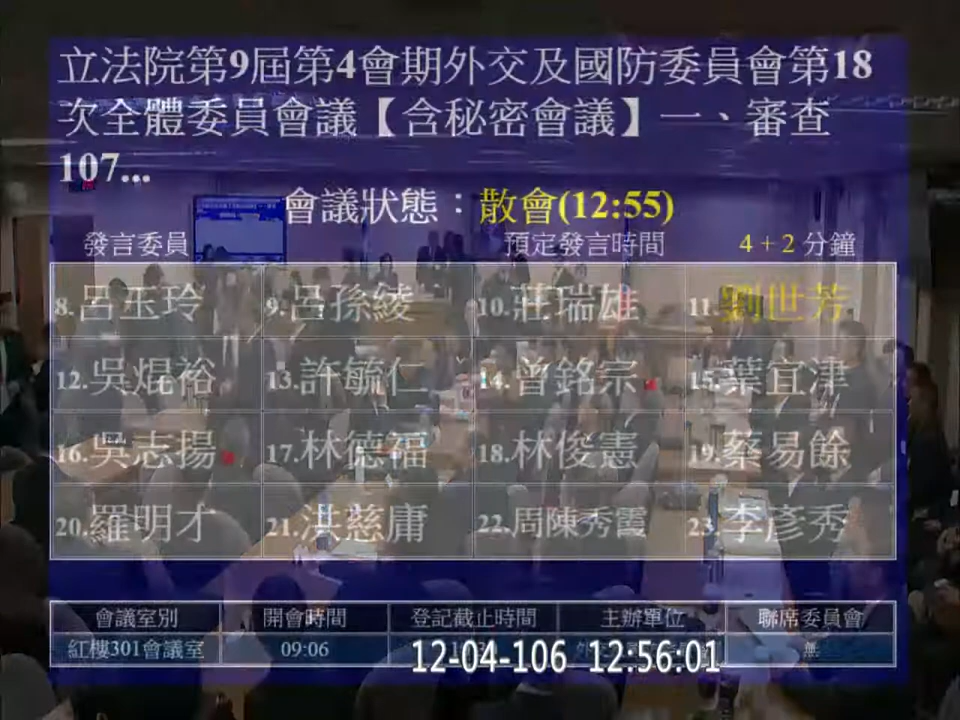 立法院第9屆第4會期外交及國防委員會第18
次全體委員會議【含秘密會議】一、審查
107...
會議狀態：散會(12:55)
發言委員 預定發言時間 4 + 2 分鐘
8.呂玉玲 9.呂孫綾 10.莊瑞雄 11.劉世芳
12.吳焜裕 13.許毓仁 14.曾銘宗 15.葉宜津
16.吳志揚 17.林德福 18.林俊憲 19.蔡易餘
20.羅明才 21.洪慈庸 22.周陳秀霞 23.李彥秀
會議室別 開會時間 登記截止時間 主辦單位 聯席委員會
紅樓301會議室 09:06 無
12-04-106 12:56:01